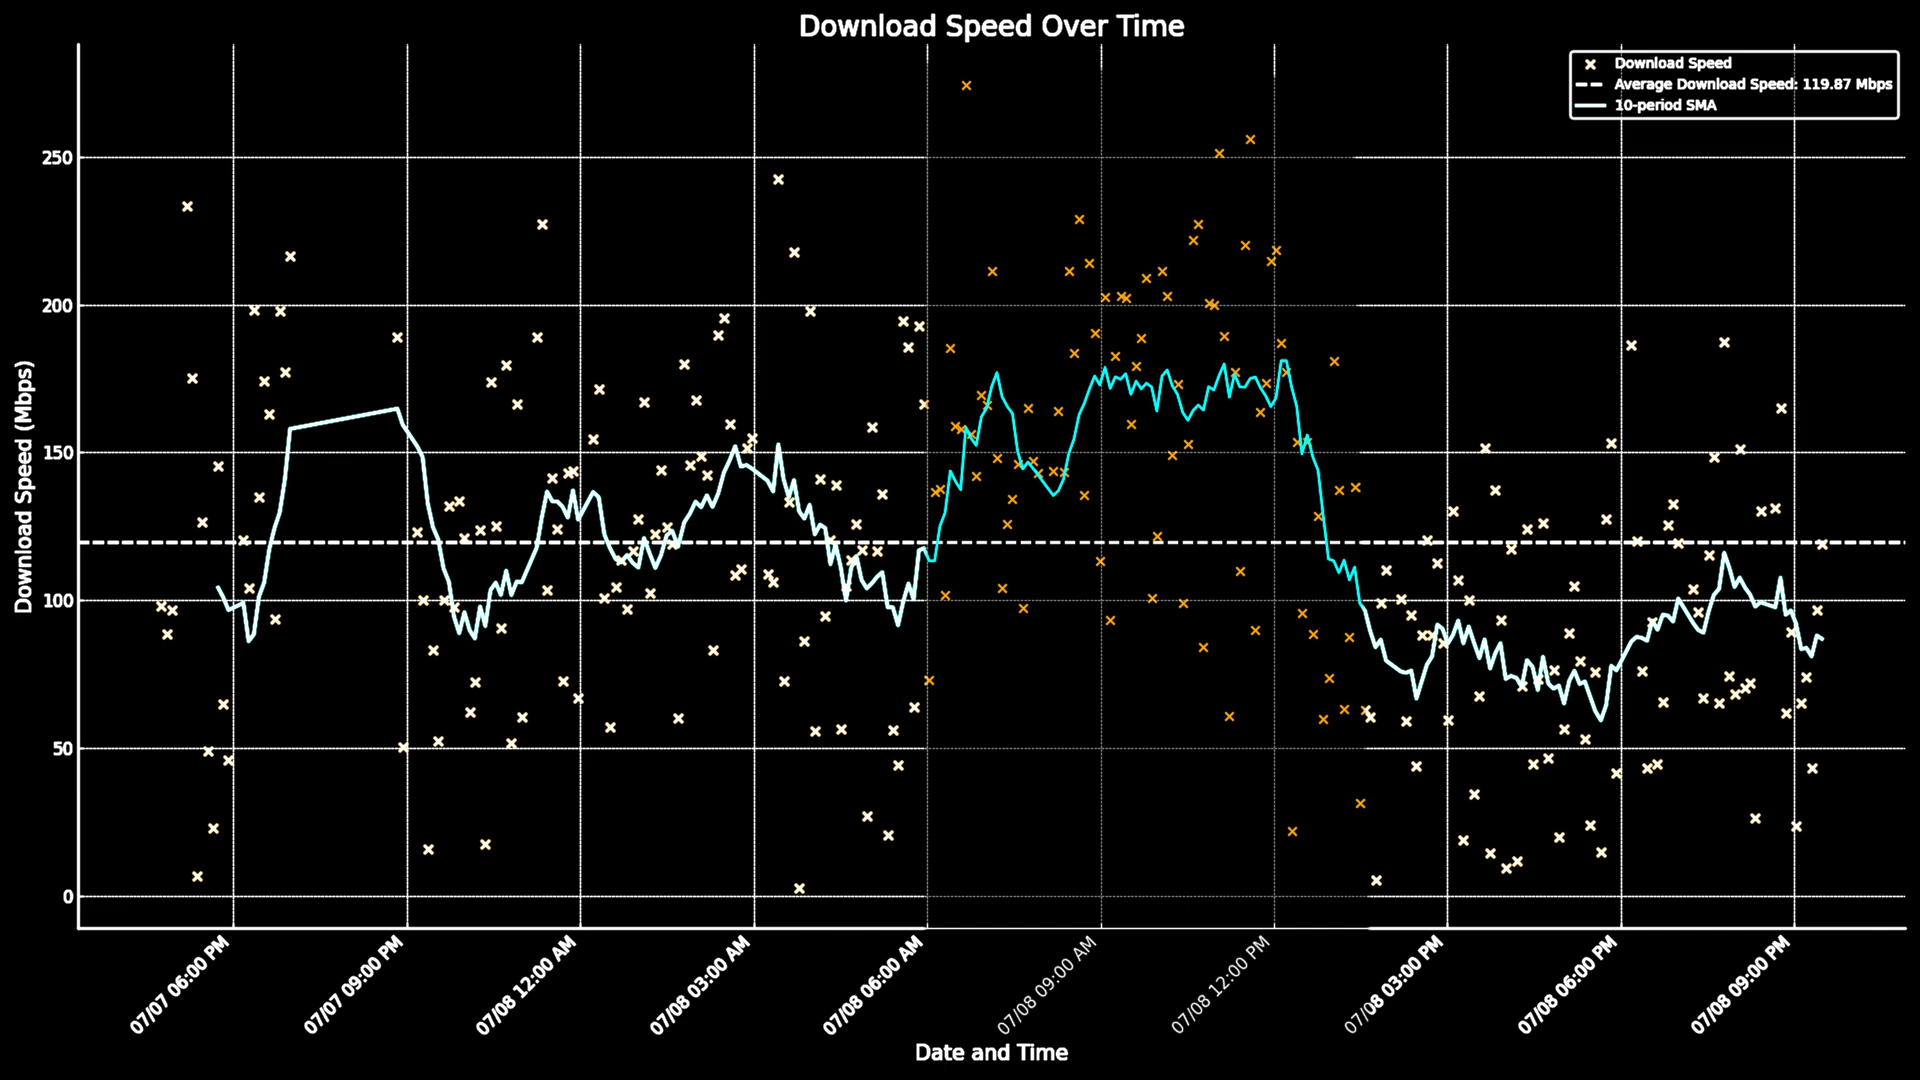 Download Speed Over Time
Download Speed
Average Download Speed: 119.87 Mbps
10-period SMA
Download Speed (Mbps)
250
200
150
100
50
0
07/07 06:00 PM
07/07 09:00 PM
07/08 12:00 AM
07/08 03:00 AM
07/08 06:00 AM
07/08 09:00 AM
07/08 12:00 PM
07/08 03:00 PM
07/08 06:00 PM
07/08 09:00 PM
Date and Time